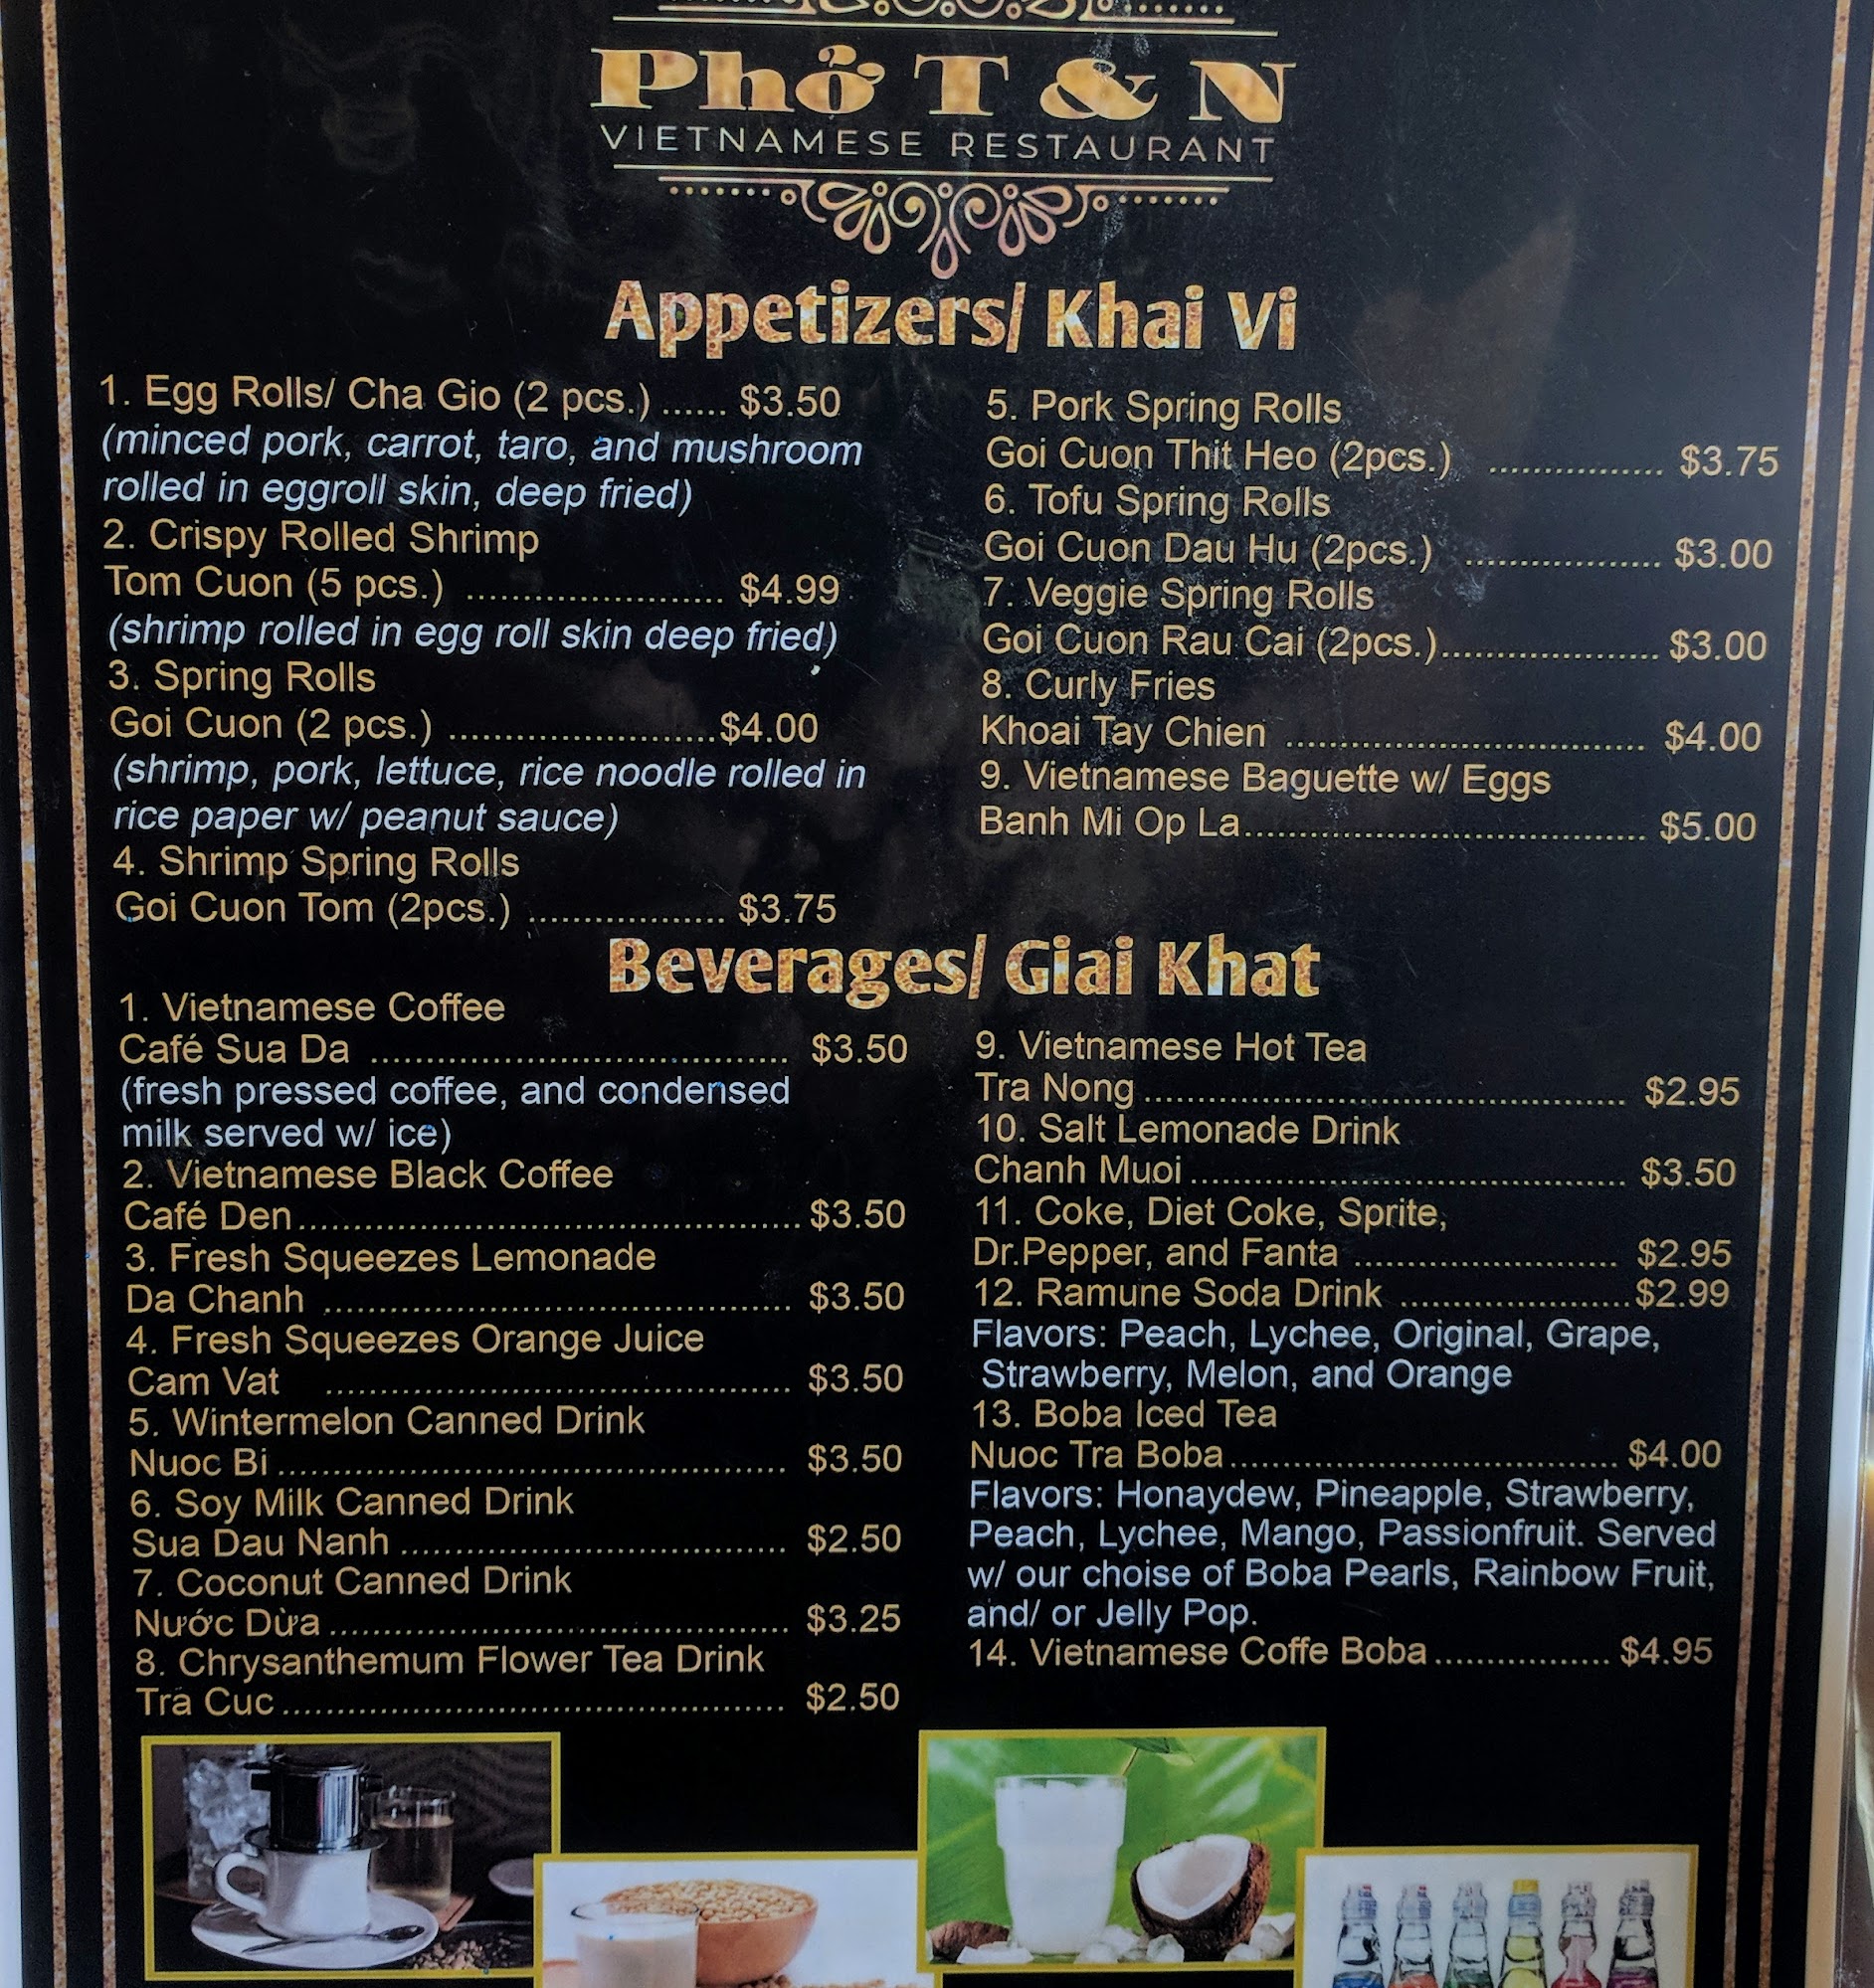 Phở T & N
VIETNAMESE RESTAURANT
Appetizers/ Khai Vi
1. Egg Rolls/ Cha Gio (2 pcs.) ...... $3.50
(minced pork, carrot, taro, and mushroom
rolled in eggroll skin, deep fried)
2. Crispy Rolled Shrimp
Tom Cuon (5 pcs.) ........................ $4.99
(shrimp rolled in egg roll skin deep fried)
3. Spring Rolls
Goi Cuon (2 pcs.) .........................$4.00
(shrimp, pork, lettuce, rice noodle rolled in
rice paper w/ peanut sauce)
4. Shrimp Spring Rolls
Goi Cuon Tom (2pcs.) .................. $3.75
5. Pork Spring Rolls
Goi Cuon Thit Heo (2pcs.) ................ $3.75
6. Tofu Spring Rolls
Goi Cuon Dau Hu (2pcs.) .................. $3.00
7. Veggie Spring Rolls
Goi Cuon Rau Cai (2pcs.).................... $3.00
8. Curly Fries
Khoai Tay Chien ................................. $4.00
9. Vietnamese Baguette w/ Eggs
Banh Mi Op La..................................... $5.00
Beverages/ Giai Khat
1. Vietnamese Coffee
Café Sua Da ....................................... $3.50
(fresh pressed coffee, and condensed
milk served w/ ice)
2. Vietnamese Black Coffee
Café Den............................................... $3.50
3. Fresh Squeezes Lemonade
Da Chanh ............................................ $3.50
4. Fresh Squeezes Orange Juice
Cam Vat ........................................... $3.50
5. Wintermelon Canned Drink
Nuoc Bi ............................................... $3.50
6. Soy Milk Canned Drink
Sua Dau Nanh .................................... $2.50
7. Coconut Canned Drink
Nước Dừa ........................................... $3.25
8. Chrysanthemum Flower Tea Drink
Tra Cuc ............................................... $2.50
9. Vietnamese Hot Tea
Tra Nong ............................................. $2.95
10. Salt Lemonade Drink
Chanh Muoi ......................................... $3.50
11. Coke, Diet Coke, Sprite,
Dr.Pepper, and Fanta ......................... $2.95
12. Ramune Soda Drink ......................$2.99
Flavors: Peach, Lychee, Original, Grape,
Strawberry, Melon, and Orange
13. Boba Iced Tea
Nuoc Tra Boba ..................................... $4.00
Flavors: Honaydew, Pineapple, Strawberry,
Peach, Lychee, Mango, Passionfruit. Served
w/ our choise of Boba Pearls, Rainbow Fruit,
and/ or Jelly Pop.
14. Vietnamese Coffe Boba ................. $4.95